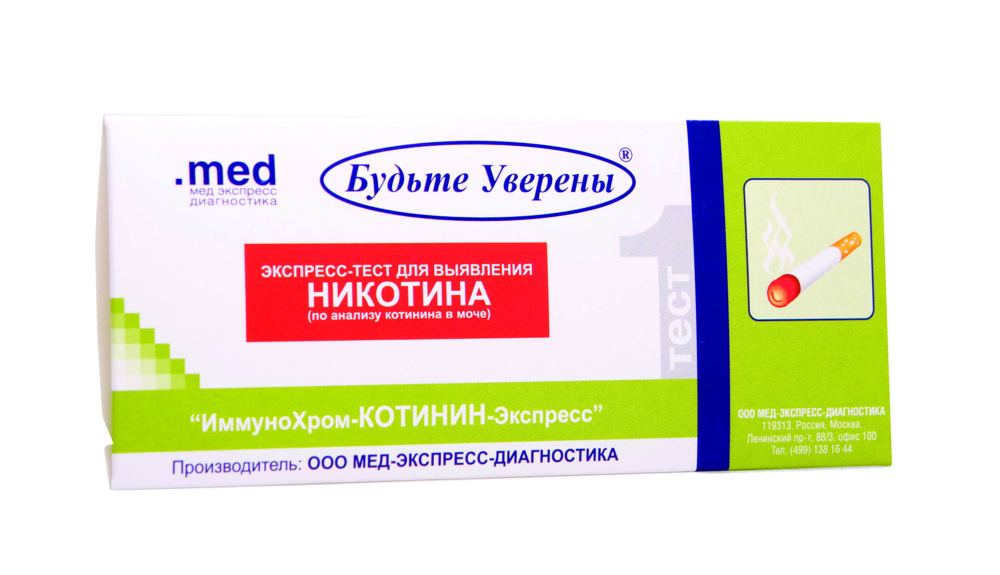 .med
мед экспресс
диагностика
Будьте Уверены®
ЭКСПРЕСС-ТЕСТ ДЛЯ ВЫЯВЛЕНИЯ
НИКОТИНА
(по анализу котинина в моче)
1
тест
“ИммуноХром-КОТИНИН-Экспресс”
Производитель: ООО МЕД-ЭКСПРЕСС-ДИАГНОСТИКА
ООО МЕД-ЭКСПРЕСС-ДИАГНОСТИКА
119313, Россия, Москва,
Ленинский пр-т, 88/3, офис 100
Тел. (499) 138 16 44